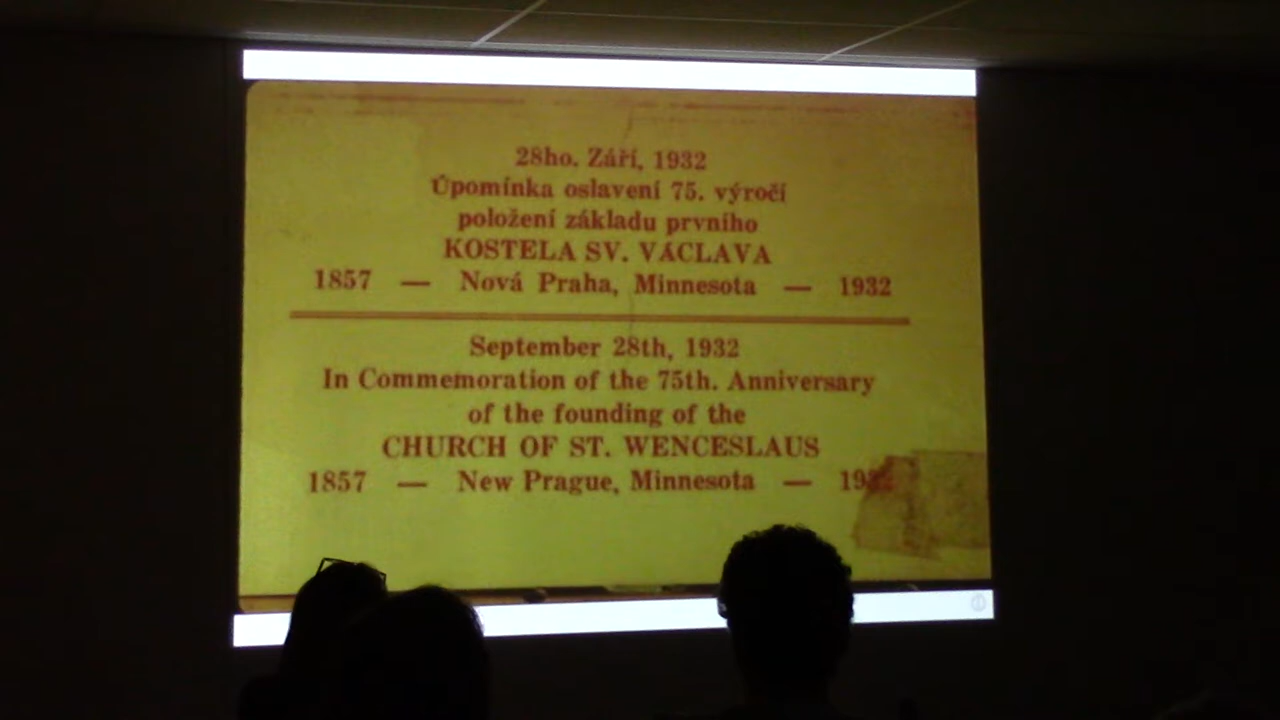 28ho. Září, 1932
Úpomínka oslavení 75. výročí
položení základu prvního
KOSTELA SV. VÁCLAVA
1857 — Nová Praha, Minnesota — 1932
September 28th, 1932
In Commemoration of the 75th. Anniversary
of the founding of the
CHURCH OF ST. WENCESLAUS
1857 — New Prague, Minnesota — 1932